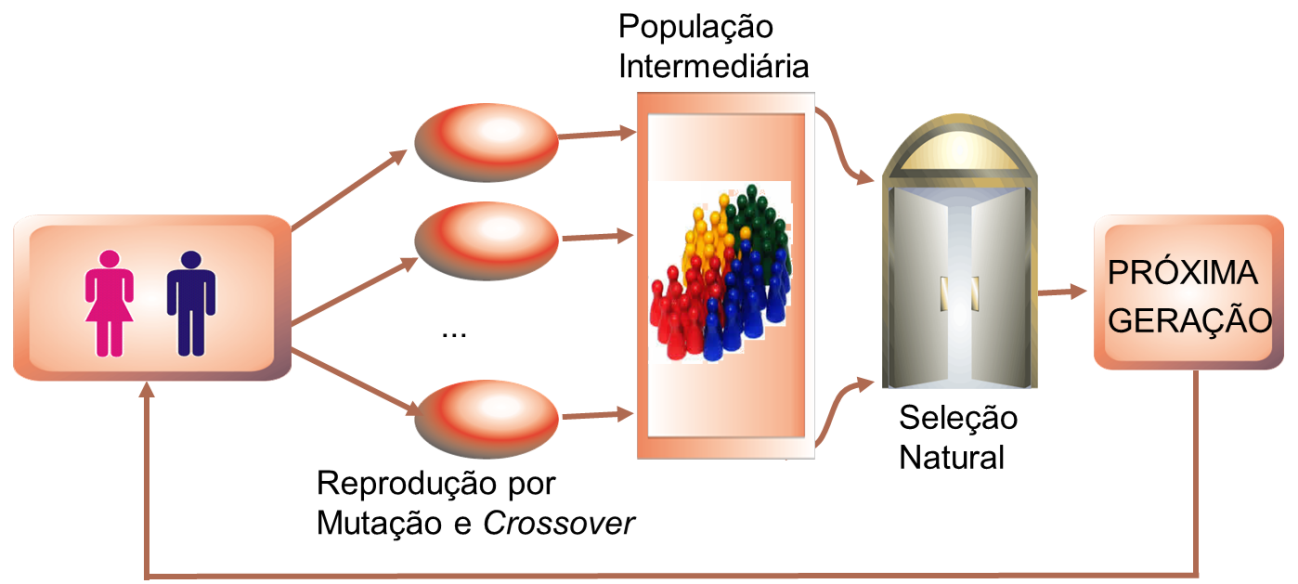 População
Intermediária
...
PRÓXIMA
GERAÇÃO
Seleção
Natural
Reprodução por
Mutação e Crossover